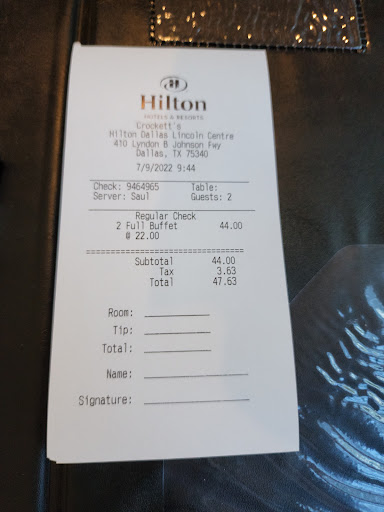 Hilton
HOTELS & RESORTS
Crockett's
Hilton Dallas Lincoln Centre
410 Lyndon B Johnson Fwy
Dallas, TX 75340
7/9/2022 9:44
Check: 9464965 Table:
Server: Saul Guests: 2
Regular Check
2 Full Buffet 44.00
@ 22.00
Subtotal 44.00
Tax 3.63
Total 47.63
Room:
Tip:
Total:
Name:
Signature: